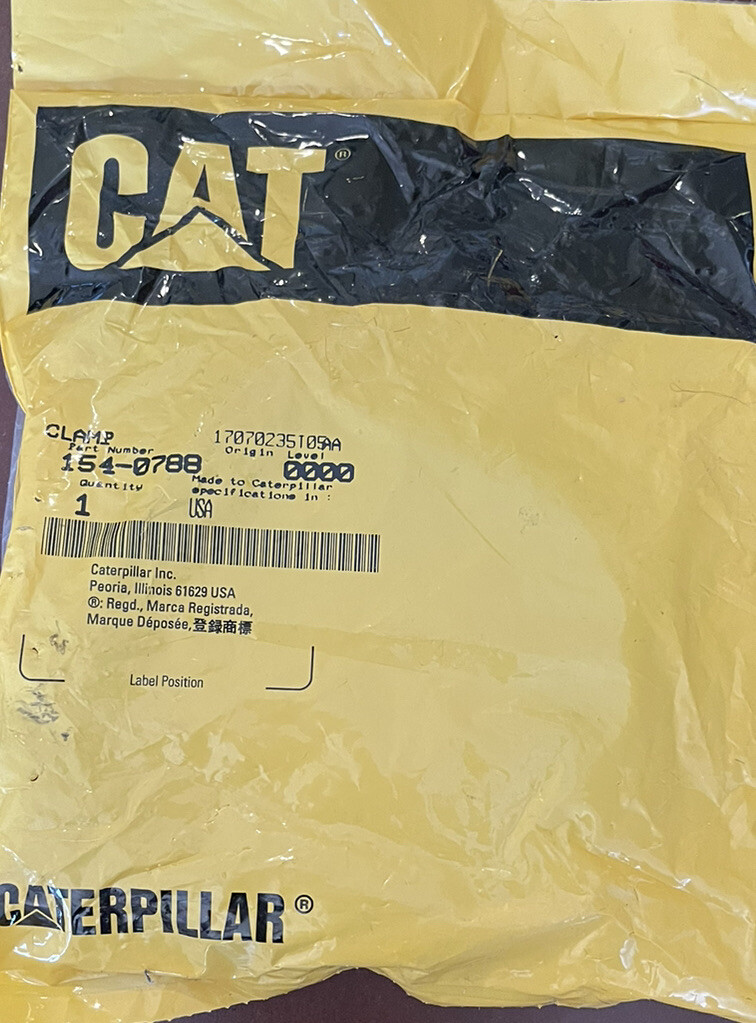 CAT®
CLAMP 17070235T05AA
Part Number Origin Level
154-0788 0000
Quantity Made to Caterpillar
specifications in :
1 USA
Caterpillar Inc.
Peoria, Illinois 61629 USA
®: Regd., Marca Registrada,
Marque Déposée,登録商標
Label Position
CATERPILLAR®